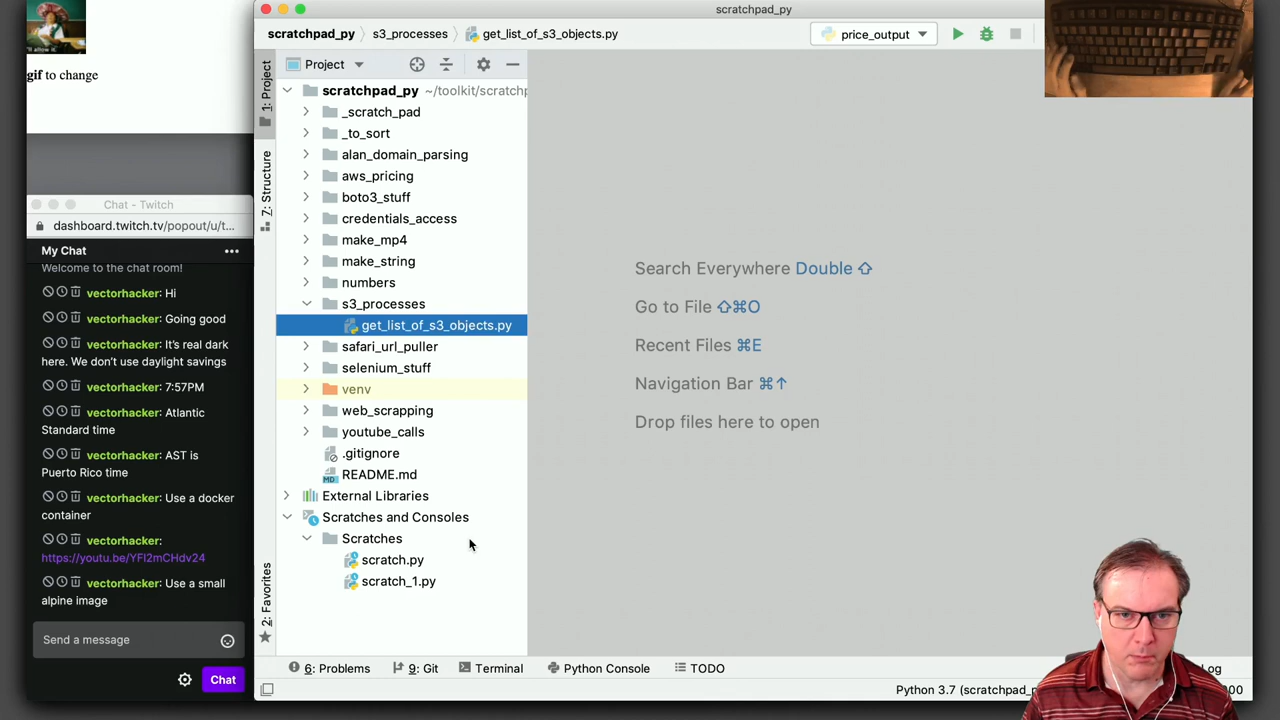 'll allow it.
gif to change
Chat - Twitch
dashboard.twitch.tv/popout/u/t...
My Chat
Welcome to the chat room!
vectorhacker: Hi
vectorhacker: Going good
vectorhacker: It's real dark
here. We don't use daylight
savings
vectorhacker: 7:57PM
vectorhacker: Atlantic
Standard time
vectorhacker: AST is
Puerto Rico time
vectorhacker: Use a docker
container
vectorhacker:
https://youtu.be/YFl2mCHdv24
vectorhacker: Use a small
alpine image
Send a message
Chat
scratchpad_py
scratchpad_py
s3_processes
get_list_of_s3_objects.py
price_output
1: Project
7: Structure
2: Favorites
Project
scratchpad_py ~/toolkit/scratchp
_scratch_pad
_to_sort
alan_domain_parsing
aws_pricing
boto3_stuff
credentials_access
make_mp4
make_string
numbers
s3_processes
get_list_of_s3_objects.py
safari_url_puller
selenium_stuff
venv
web_scrapping
youtube_calls
.gitignore
MD README.md
External Libraries
Scratches and Consoles
Scratches
scratch.py
scratch_1.py
Search Everywhere Double ⇧
Go to File ⇧⌘O
Recent Files ⌘E
Navigation Bar ⌘↑
Drop files here to open
6: Problems
9: Git
Terminal
Python Console
TODO
Log
Python 3.7 (scratchpad_p